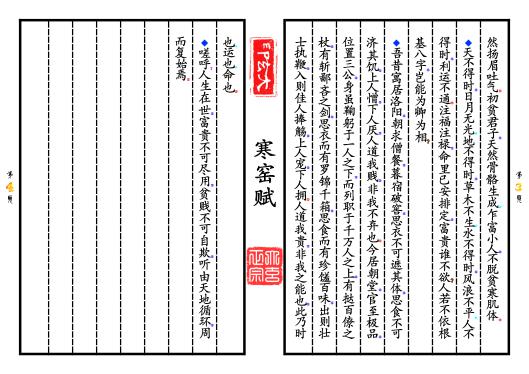 然扬眉吐气初贫君子天然骨骼生成乍富小人不脱贫寒肌体
天不得时日月无光地不得时草木不生水不得时风浪不平人不
得时利运不通注福注禄命里已安排定富贵谁不欲人若不依根
基八字岂能为卿为相
吾昔寓居洛阳朝求僧餐暮宿破窑思衣不可遮其体思食不可
济其饥上人憎下人厌人道我贱非我不弃也今居朝堂官至极品
位置三公身虽鞠躬于一人之下而列职于千万人之上有挞百僚之
杖有斩鄙吝之剑思衣而有罗锦千箱思食而有珍馐百味出则壮
士执鞭入则佳人捧觞上人宠下人拥人道我贵非我之能也此乃时
寒窑赋
也运也命也
嗟呼人生在世富贵不可尽用贫贱不可自欺听由天地循环周
而复始焉